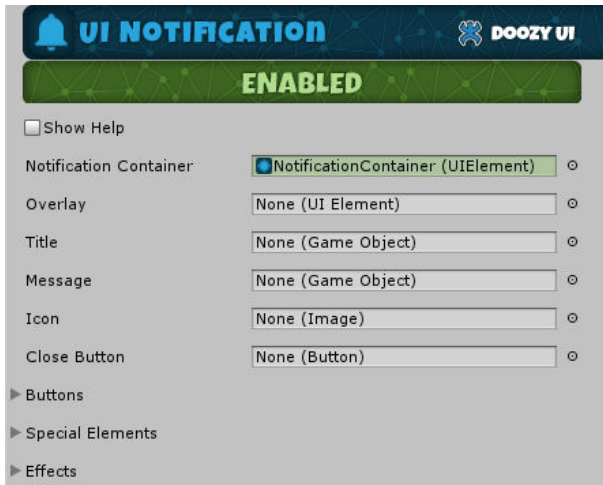 UI NOTIFICATION DOOZY UI
ENABLED
Show Help
Notification Container NotificationContainer (UIElement)
Overlay None (UI Element)
Title None (Game Object)
Message None (Game Object)
Icon None (Image)
Close Button None (Button)
Buttons
Special Elements
Effects